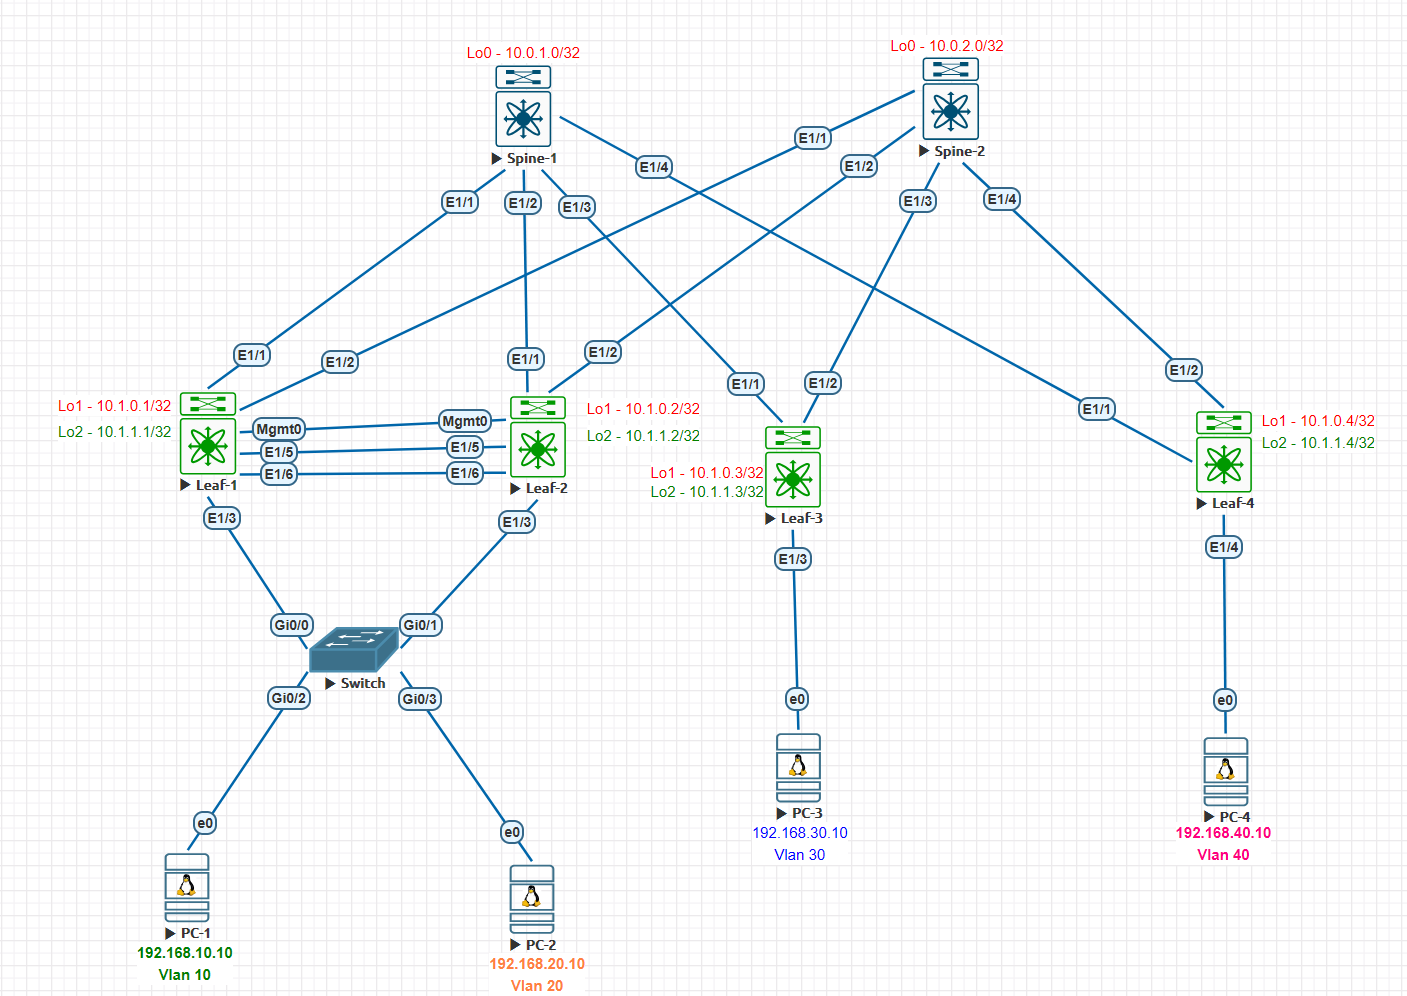 Lo0 - 10.0.1.0/32
Lo0 - 10.0.2.0/32
Spine-1
Spine-2
E1/1
E1/2
E1/3
E1/4
E1/1
E1/2
E1/3
E1/4
E1/1
E1/2
E1/1
E1/2
E1/1
E1/2
E1/1
E1/2
Lo1 - 10.1.0.1/32
Lo2 - 10.1.1.1/32
Mgmt0
Mgmt0
E1/5
E1/5
E1/6
E1/6
Lo1 - 10.1.0.2/32
Lo2 - 10.1.1.2/32
Lo1 - 10.1.0.3/32
Lo2 - 10.1.1.3/32
Lo1 - 10.1.0.4/32
Lo2 - 10.1.1.4/32
Leaf-1
Leaf-2
Leaf-3
Leaf-4
E1/3
E1/3
E1/3
E1/4
Gi0/0
Gi0/1
Switch
Gi0/2
Gi0/3
e0
e0
e0
e0
PC-3
192.168.30.10
Vlan 30
PC-4
192.168.40.10
Vlan 40
PC-1
192.168.10.10
Vlan 10
PC-2
192.168.20.10
Vlan 20